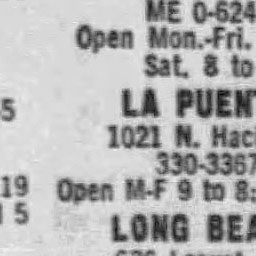 ME 0-624
Open Mon.-Fri.
Sat. 8 to
5
LA PUEN
1021 N. Haci
330-3367
19
Open M-F 9 to 8:
5
LONG BEA